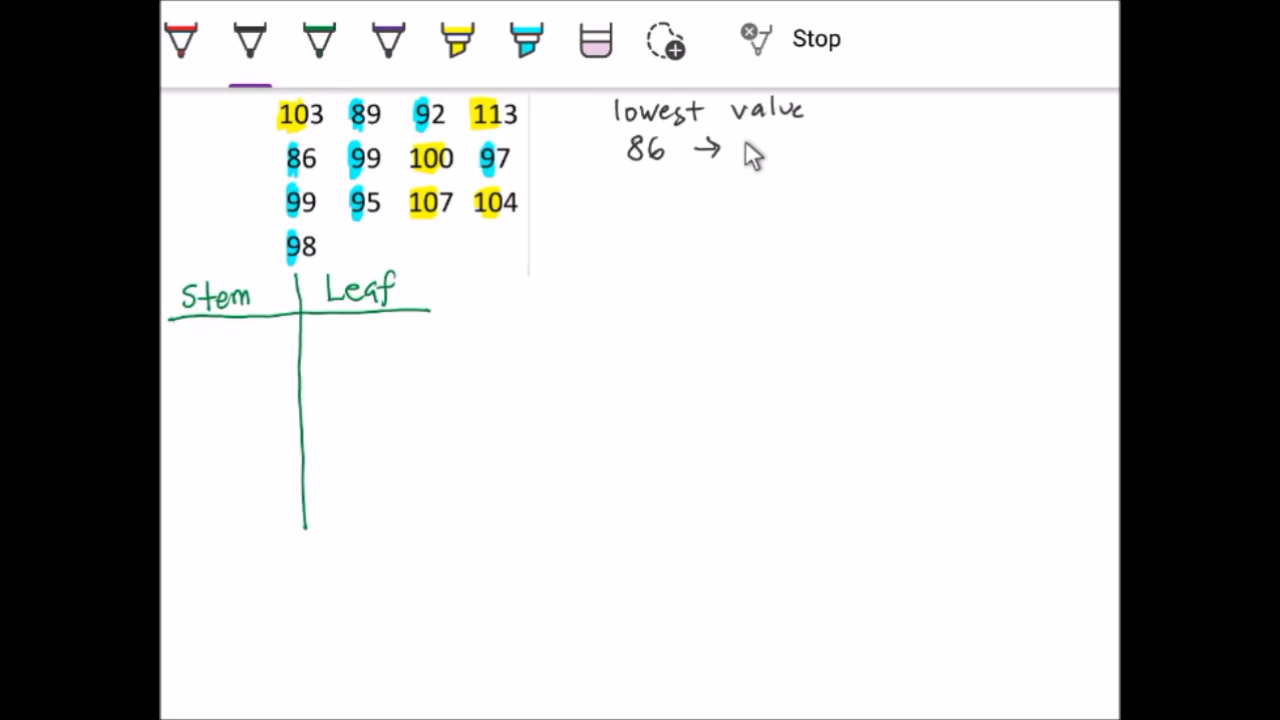 Stop
103 89 92 113
86 99 100 97
99 95 107 104
98
lowest value
86 →
Stem Leaf